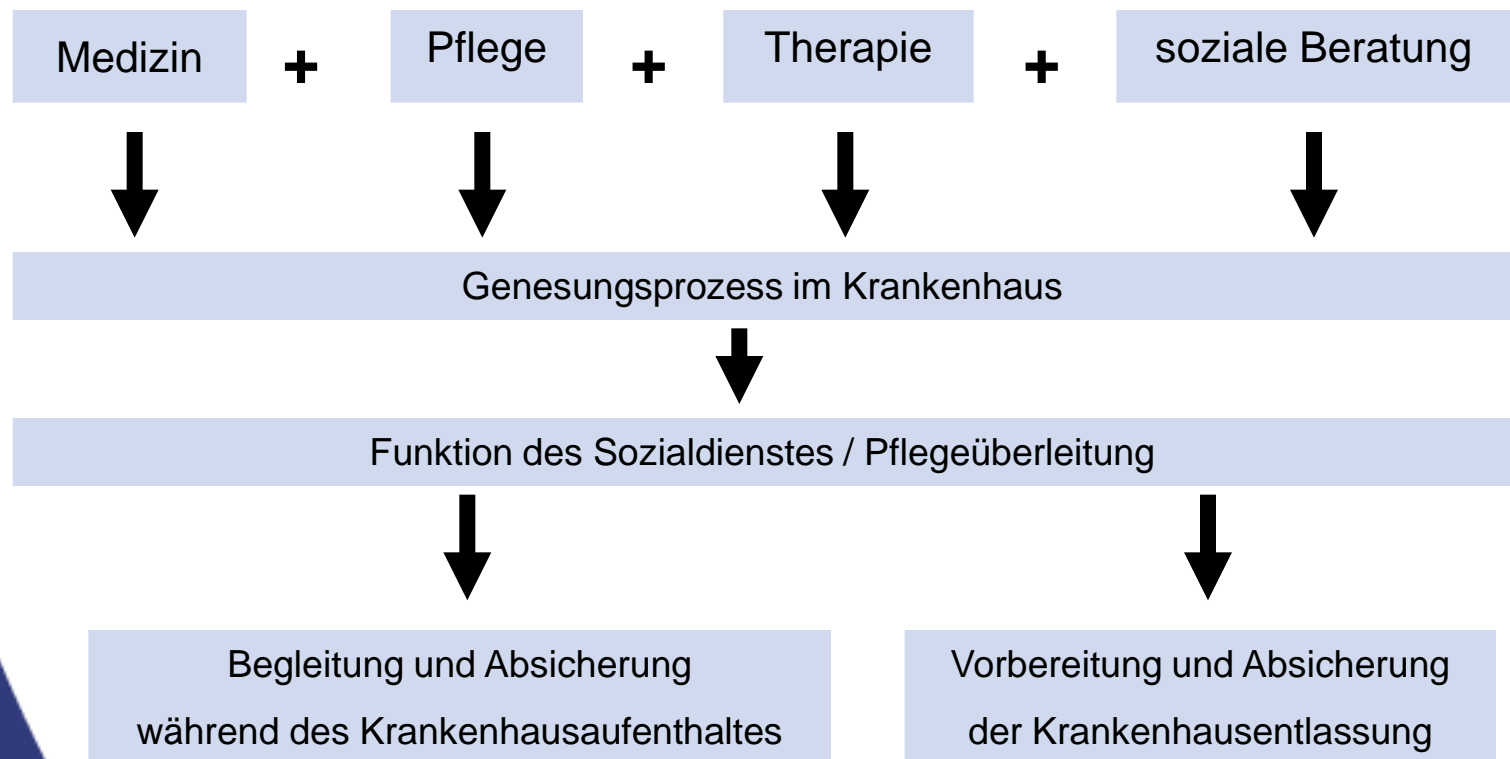 Medizin + Pflege + Therapie + soziale Beratung
Genesungsprozess im Krankenhaus
Funktion des Sozialdienstes / Pflegeüberleitung
Begleitung und Absicherung
während des Krankenhausaufenthaltes
Vorbereitung und Absicherung
der Krankenhausentlassung